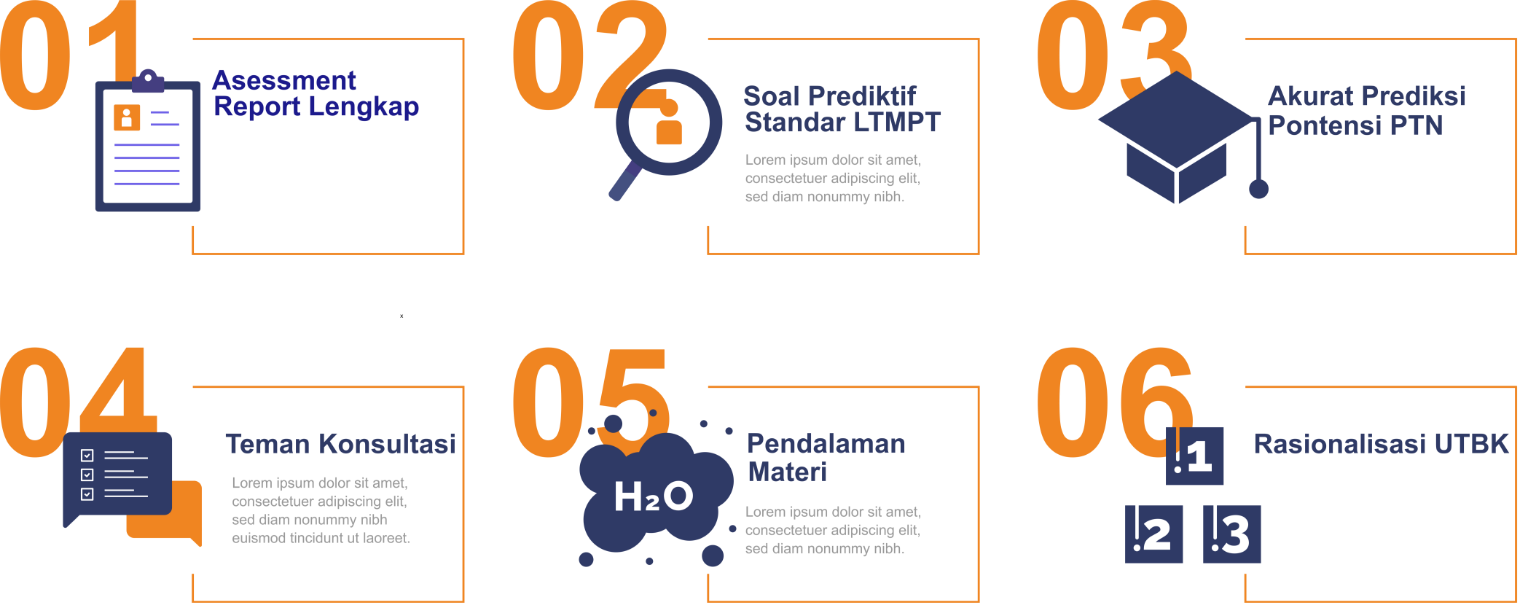 01
Asessment
Report Lengkap
02
Soal Prediktif
Standar LTMPT
Lorem ipsum dolor sit amet,
consectetuer adipiscing elit,
sed diam nonummy nibh.
03
Akurat Prediksi
Pontensi PTN
x
04
Teman Konsultasi
Lorem ipsum dolor sit amet,
consectetuer adipiscing elit,
sed diam nonummy nibh
euismod tincidunt ut laoreet.
05
H₂O
Pendalaman
Materi
Lorem ipsum dolor sit amet,
consectetuer adipiscing elit,
sed diam nonummy nibh.
06
Rasionalisasi UTBK
1
2
3